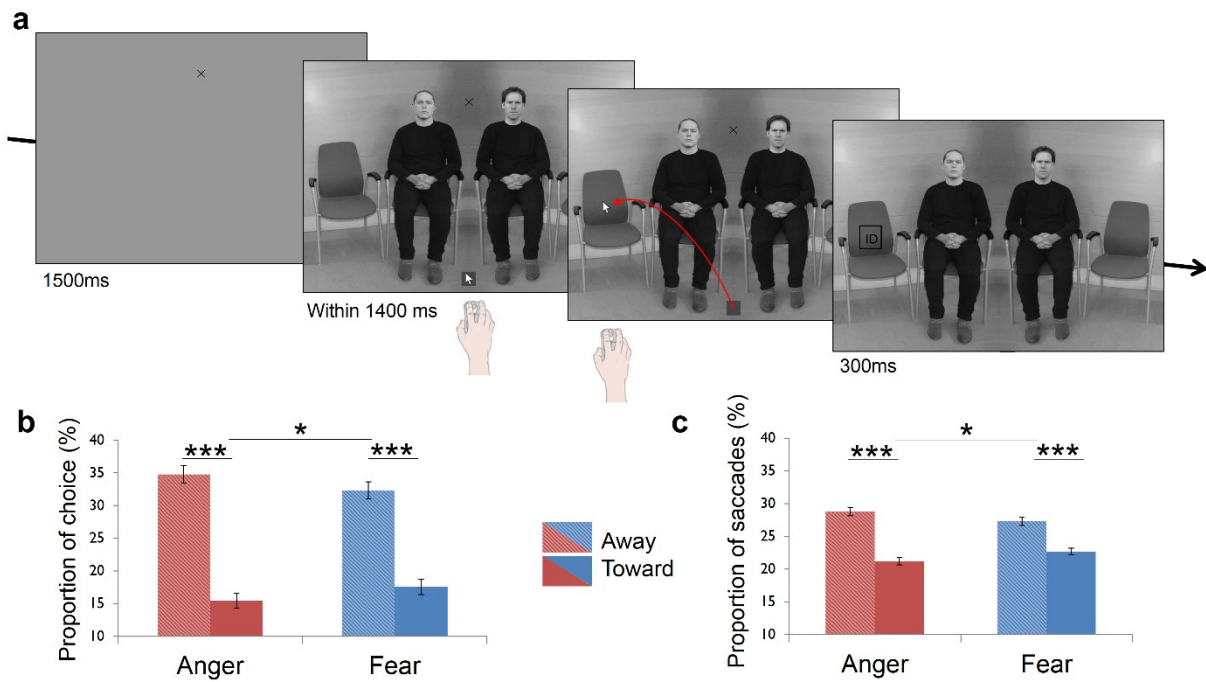 a
1500ms
Within 1400 ms
ID
300ms
b
Proportion of choice (%)
40
35
30
25
20
15
10
***
*
***
Anger
Fear
Away
Toward
c
Proportion of saccades (%)
40
35
30
25
20
15
10
***
*
***
Anger
Fear